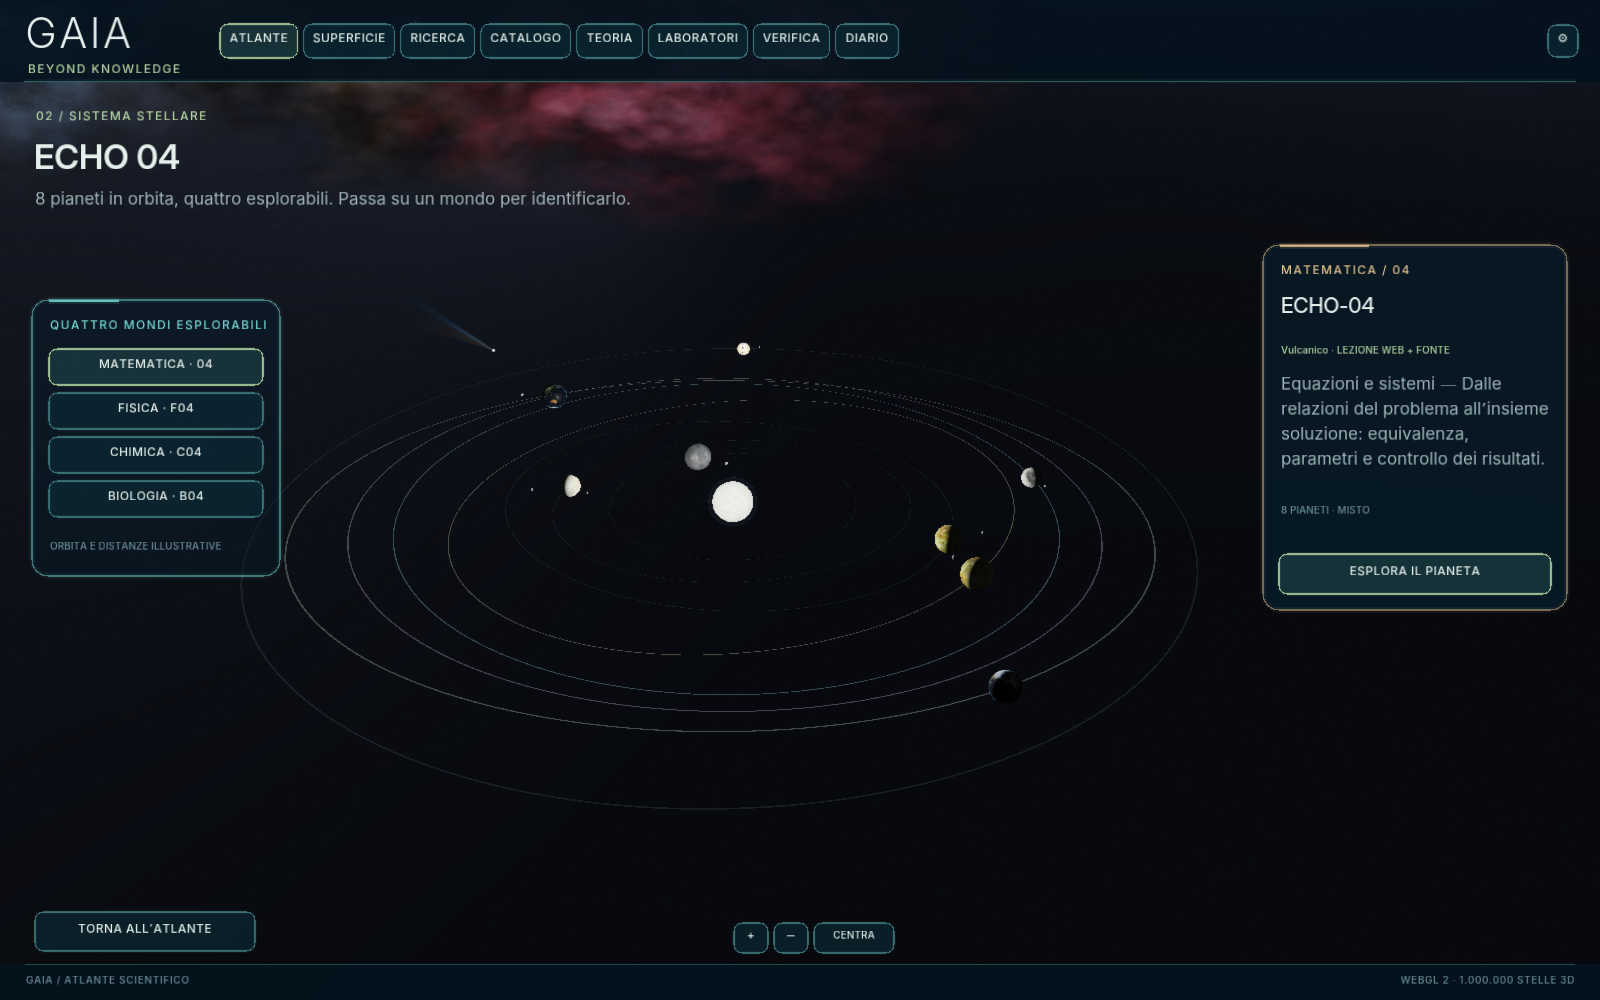 GAIA
BEYOND KNOWLEDGE
ATLANTE
SUPERFICIE
RICERCA
CATALOGO
TEORIA
LABORATORI
VERIFICA
DIARIO
02 / SISTEMA STELLARE
ECHO 04
8 pianeti in orbita, quattro esplorabili. Passa su un mondo per identificarlo.
QUATTRO MONDI ESPLORABILI
MATEMATICA · 04
FISICA · F04
CHIMICA · C04
BIOLOGIA · B04
ORBITA E DISTANZE ILLUSTRATIVE
MATEMATICA / 04
ECHO-04
Vulcanico · LEZIONE WEB + FONTE
Equazioni e sistemi — Dalle
relazioni del problema all’insieme
soluzione: equivalenza,
parametri e controllo dei risultati.
8 PIANETI · MISTO
ESPLORA IL PIANETA
TORNA ALL’ATLANTE
+
−
CENTRA
GAIA / ATLANTE SCIENTIFICO
WEBGL 2 · 1.000.000 STELLE 3D